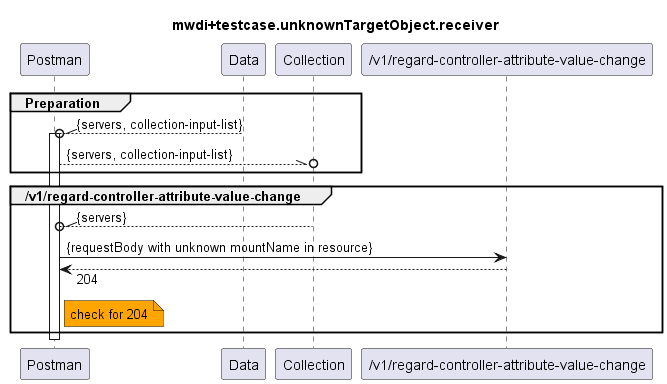 mwdi+testcase.unknownTargetObject.receiver
Postman Data Collection /v1/regard-controller-attribute-value-change
Preparation
{servers, collection-input-list}
{servers, collection-input-list}
/v1/regard-controller-attribute-value-change
{servers}
{requestBody with unknown mountName in resource}
204
check for 204
Postman Data Collection /v1/regard-controller-attribute-value-change